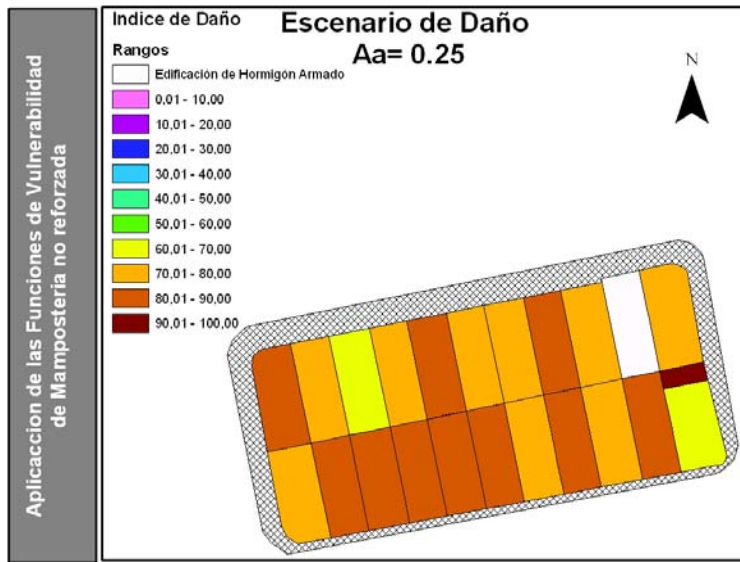 Aplicaccion de las Funciones de Vulnerabilidad
de Mampostería no reforzada
Indice de Daño
Escenario de Daño
Aa= 0.25
Rangos
Edificación de Hormigón Armado
0,01 - 10,00
10,01 - 20,00
20,01 - 30,00
30,01 - 40,00
40,01 - 50,00
50,01 - 60,00
60,01 - 70,00
70,01 - 80,00
80,01 - 90,00
90,01 - 100,00
N